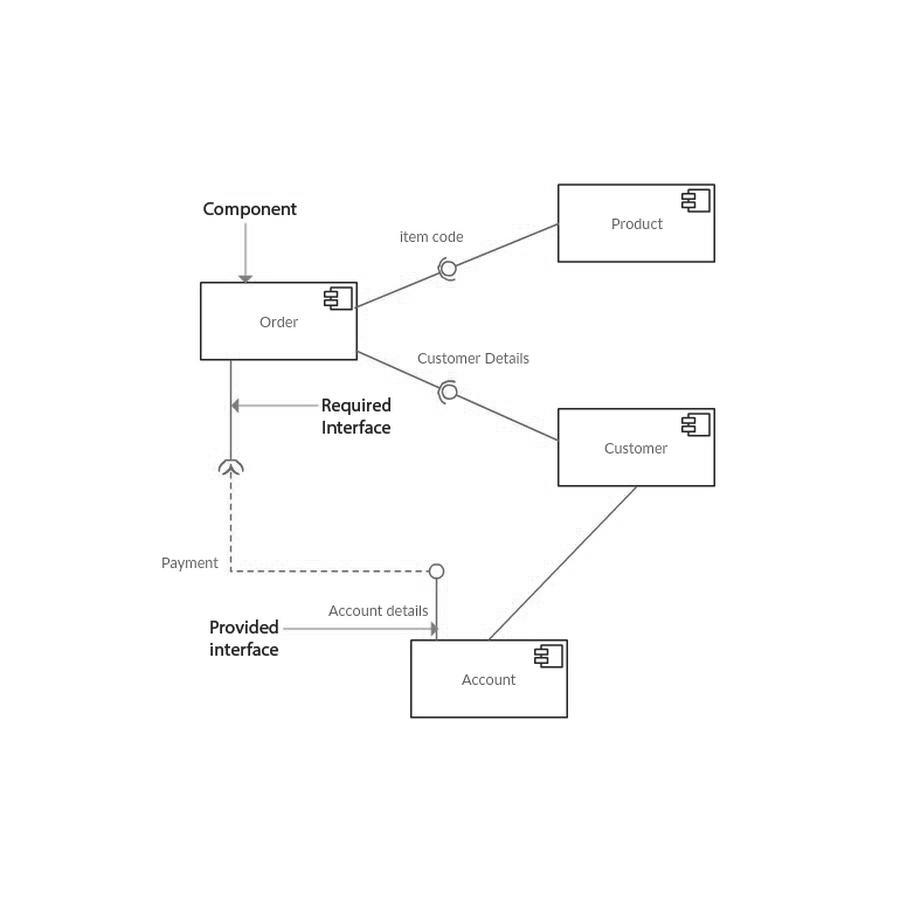 Component
Product
item code
Order
Customer Details
Required
Interface
Customer
Payment
Account details
Provided
interface
Account